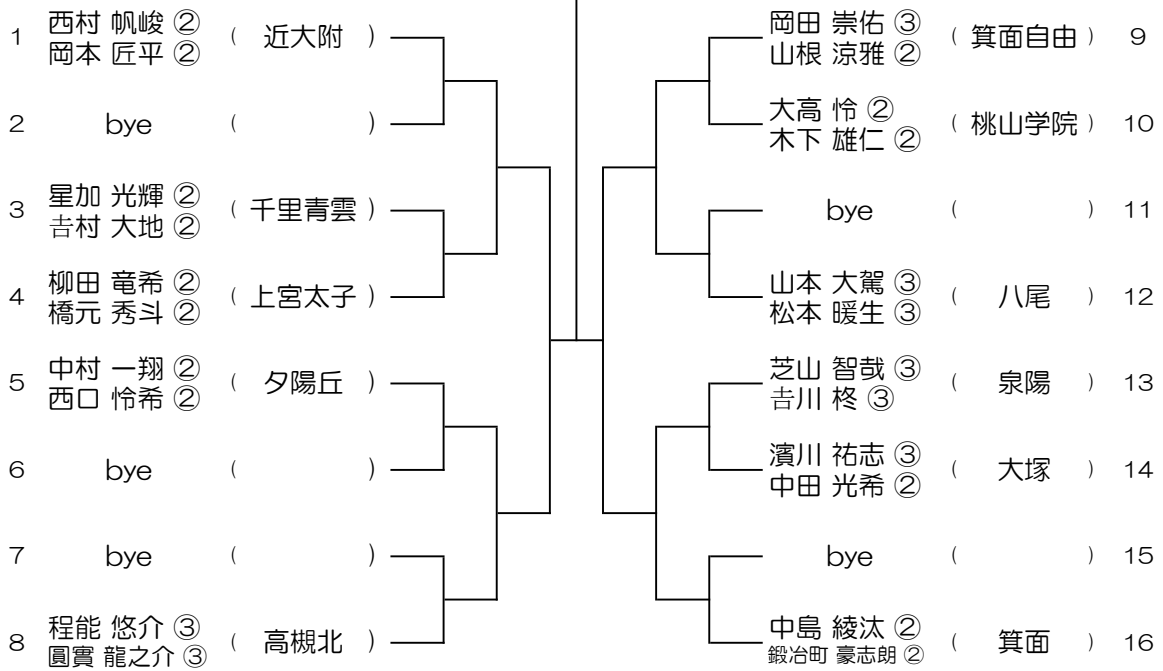 1 西村 帆峻 ② ( 近大附 )
岡本 匠平 ②
2 bye ( )
3 星加 光輝 ② ( 千里青雲 )
𠮷村 大地 ②
4 柳田 竜希 ② ( 上宮太子 )
橋元 秀斗 ②
5 中村 一翔 ② ( 夕陽丘 )
西口 怜希 ②
6 bye ( )
7 bye ( )
8 程能 悠介 ③ ( 高槻北 )
圓實 龍之介 ③
岡田 崇佑 ③ ( 箕面自由 ) 9
山根 涼雅 ②
大高 怜 ② ( 桃山学院 ) 10
木下 雄仁 ②
bye ( ) 11
山本 大駕 ③ ( 八尾 ) 12
松本 暖生 ③
芝山 智哉 ③ ( 泉陽 ) 13
𠮷川 柊 ③
濱川 祐志 ③ ( 大塚 ) 14
中田 光希 ②
bye ( ) 15
中島 綾汰 ② ( 箕面 ) 16
鍛冶町 豪志朗 ②